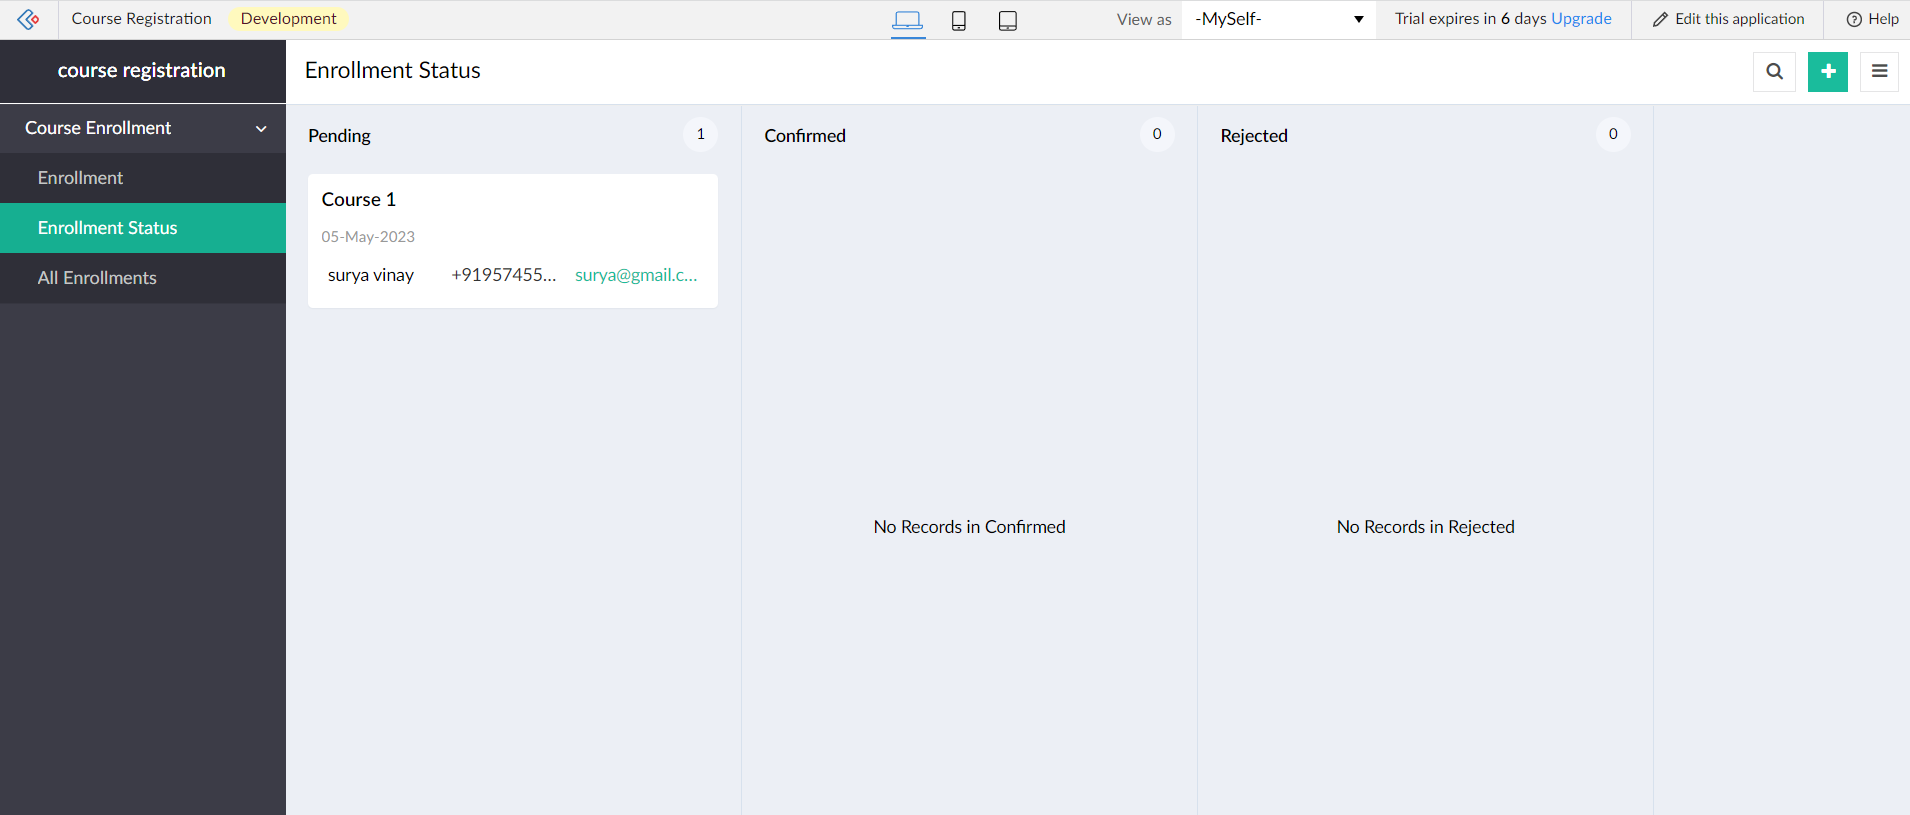 Course Registration Development View as -MySelf- Trial expires in 6 days Upgrade Edit this application Help
course registration
Enrollment Status
Course Enrollment
Enrollment
Enrollment Status
All Enrollments
Pending 1
Course 1
05-May-2023
surya vinay +91957455... surya@gmail.c...
Confirmed 0
No Records in Confirmed
Rejected 0
No Records in Rejected